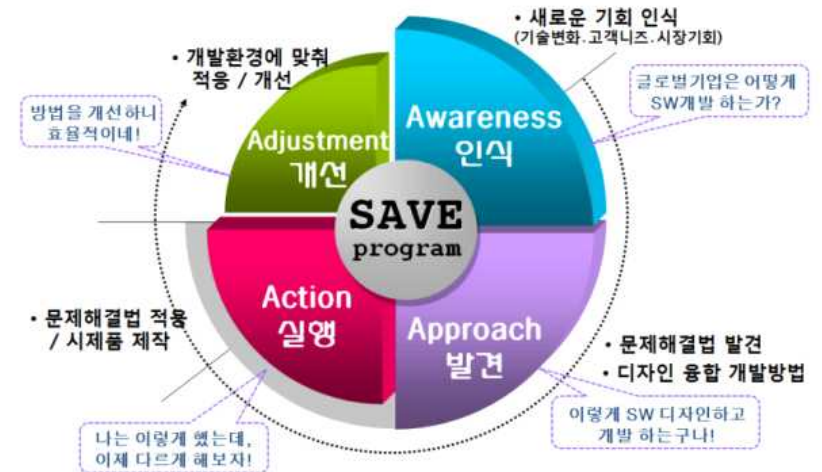 • 새로운 기회 인식
(기술변화.고객니즈.시장기회)
글로벌기업은 어떻게
SW개발 하는가?
Awareness
인식
• 개발환경에 맞춰
적용 / 개선
방법을 개선하니
효율적이네!
Adjustment
개선
SAVE
program
Action
실행
• 문제해결법 적용
/ 시제품 제작
나는 이렇게 했는데,
이제 다르게 해보자!
Approach
발견
• 문제해결법 발견
• 디자인 융합 개발방법
이렇게 SW 디자인하고
개발 하는구나!